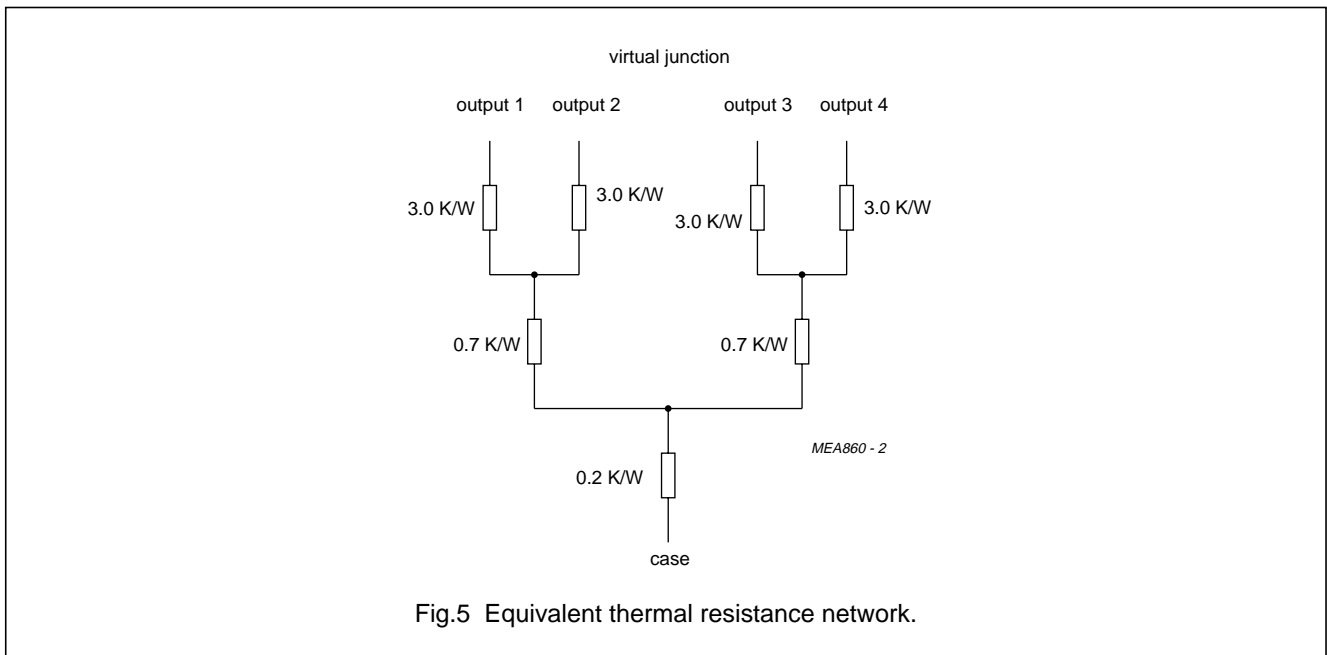 virtual junction
output 1 output 2 output 3 output 4
3.0 K/W 3.0 K/W 3.0 K/W 3.0 K/W
0.7 K/W 0.7 K/W
MEA860 - 2
0.2 K/W
case
Fig.5 Equivalent thermal resistance network.